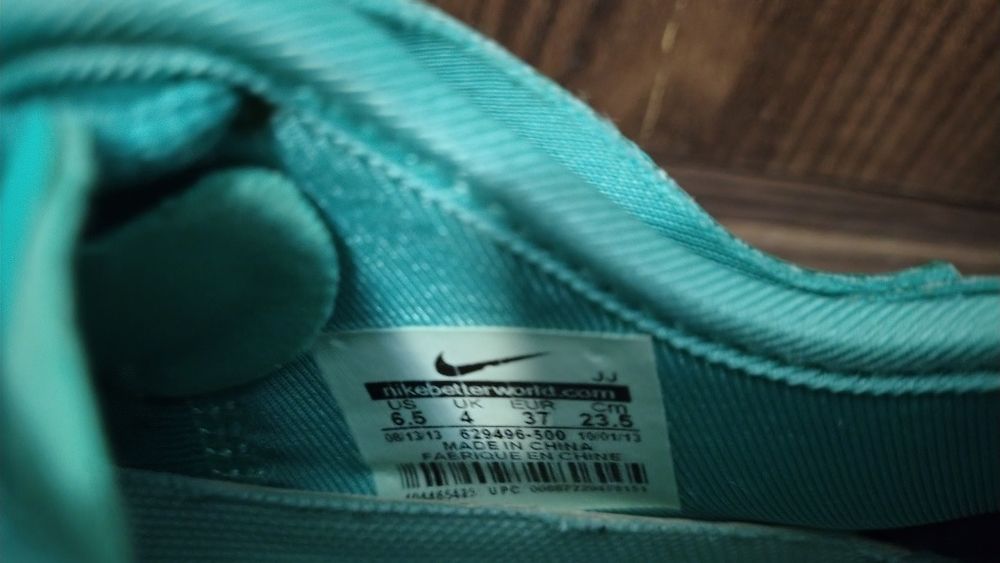 JJ
nikebetterworld.com
US UK EUR cm
6.5 4 37 23.5
08/13/13 629496-500 10/01/13
MADE IN CHINA
FABRIQUE EN CHINE
UPC